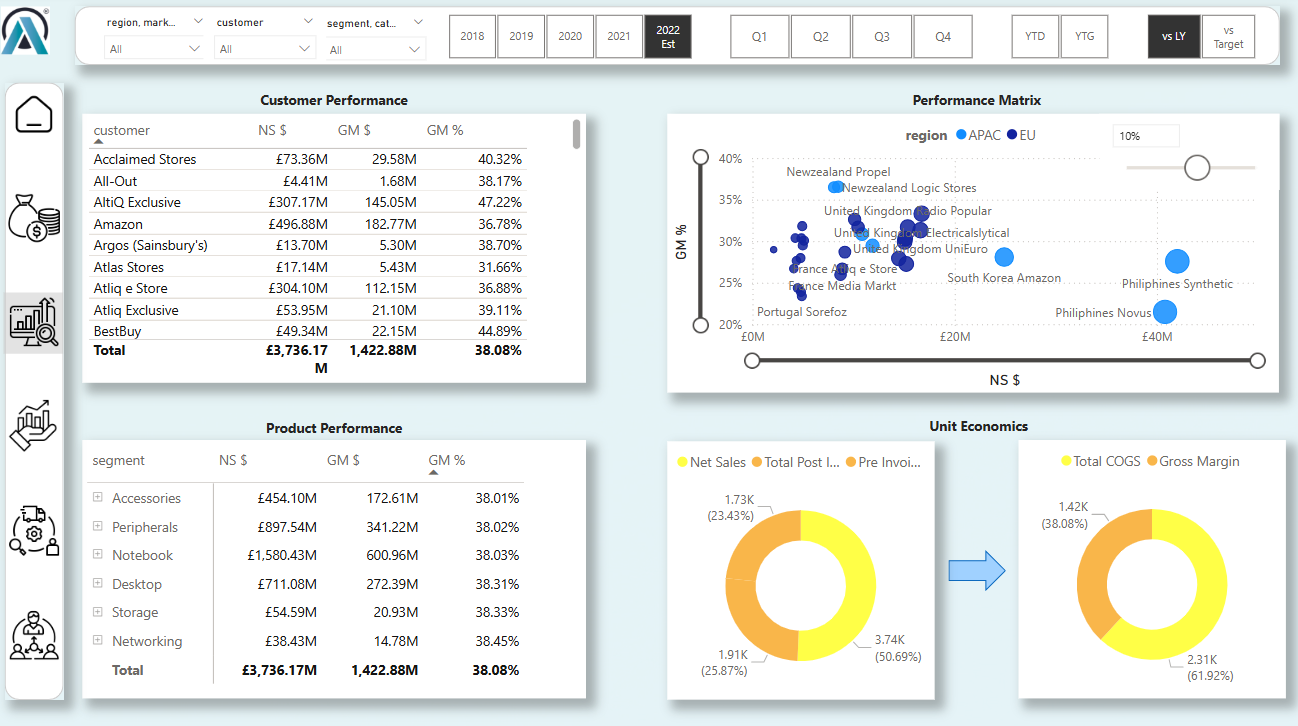 region, mark... customer segment, cat...
All All All
2018 2019 2020 2021 2022 Est Q1 Q2 Q3 Q4 YTD YTG vs LY vs Target
Customer Performance
customer NS $ GM $ GM %
Acclaimed Stores £73.36M 29.58M 40.32%
All-Out £4.41M 1.68M 38.17%
AltiQ Exclusive £307.17M 145.05M 47.22%
Amazon £496.88M 182.77M 36.78%
Argos (Sainsbury's) £13.70M 5.30M 38.70%
Atlas Stores £17.14M 5.43M 31.66%
Atliq e Store £304.10M 112.15M 36.88%
Atliq Exclusive £53.95M 21.10M 39.11%
BestBuy £49.34M 22.15M 44.89%
Total £3,736.17 1,422.88M 38.08%
M
Performance Matrix
region APAC EU
10%
GM %
40%
35%
30%
25%
20%
Newzealand Propel
Newzealand Logic Stores
United Kingdom Radio Popular
United Kingdom Electricalslytical
United Kingdom UniEuro
France Atliq e Store
South Korea Amazon
France Media Markt
Philiphines Synthetic
Portugal Sorefoz
Philiphines Novus
£0M £20M £40M
NS $
Product Performance
segment NS $ GM $ GM %
Accessories £454.10M 172.61M 38.01%
Peripherals £897.54M 341.22M 38.02%
Notebook £1,580.43M 600.96M 38.03%
Desktop £711.08M 272.39M 38.31%
Storage £54.59M 20.93M 38.33%
Networking £38.43M 14.78M 38.45%
Total £3,736.17M 1,422.88M 38.08%
Unit Economics
Net Sales Total Post I... Pre Invoi...
1.73K
(23.43%)
1.91K
(25.87%)
3.74K
(50.69%)
Total COGS Gross Margin
1.42K
(38.08%)
2.31K
(61.92%)